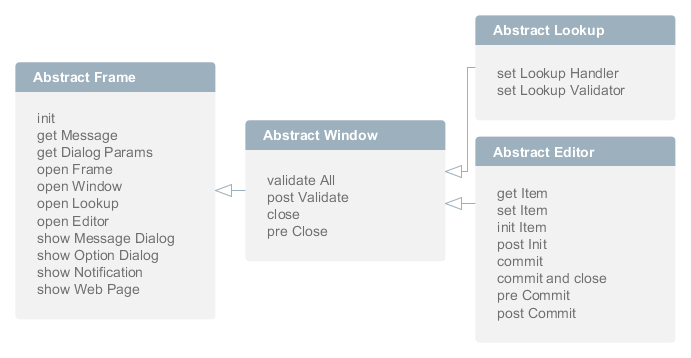 Abstract Frame
init
get Message
get Dialog Params
open Frame
open Window
open Lookup
open Editor
show Message Dialog
show Option Dialog
show Notification
show Web Page
Abstract Window
validate All
post Validate
close
pre Close
Abstract Lookup
set Lookup Handler
set Lookup Validator
Abstract Editor
get Item
set Item
init Item
post Init
commit
commit and close
pre Commit
post Commit